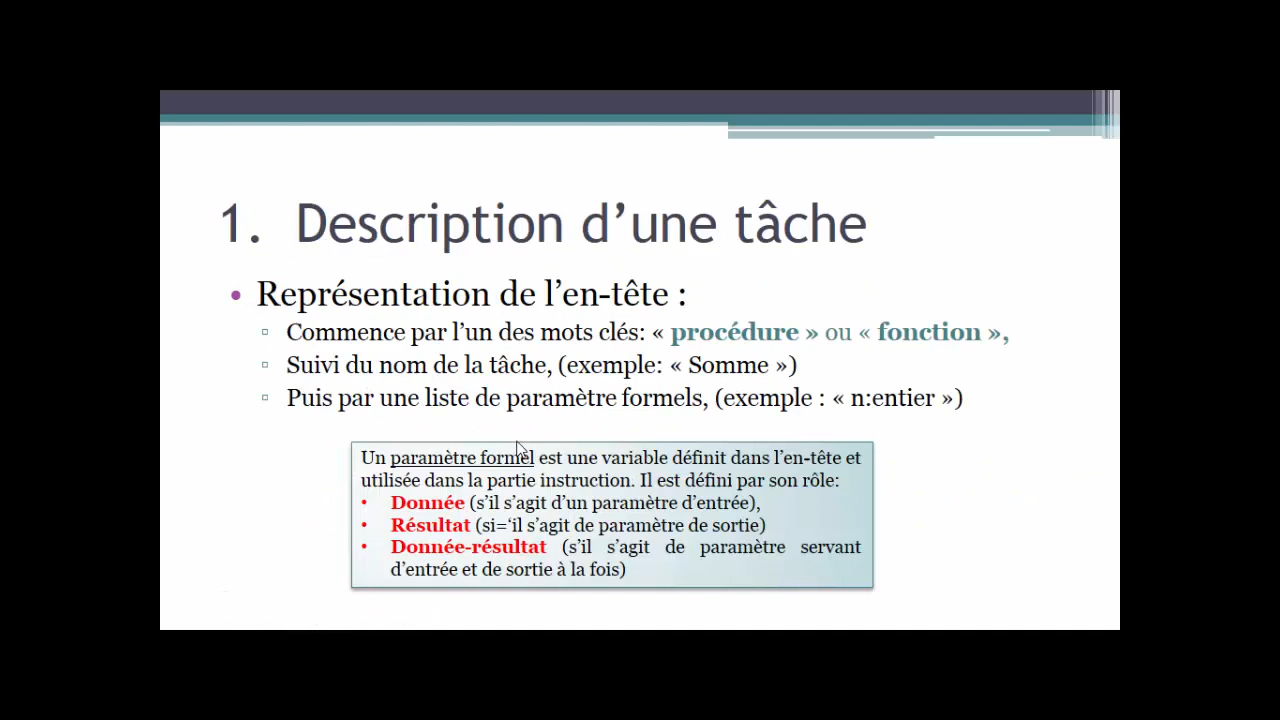 1. Description d’une tâche
• Représentation de l’en-tête :
▫ Commence par l’un des mots clés: « procédure » ou « fonction »,
▫ Suivi du nom de la tâche, (exemple: « Somme »)
▫ Puis par une liste de paramètre formels, (exemple : « n:entier »)
Un paramètre formel est une variable définit dans l’en-tête et
utilisée dans la partie instruction. Il est défini par son rôle:
• Donnée (s’il s’agit d’un paramètre d’entrée),
• Résultat (si=‘il s’agit de paramètre de sortie)
• Donnée-résultat (s’il s’agit de paramètre servant
d’entrée et de sortie à la fois)